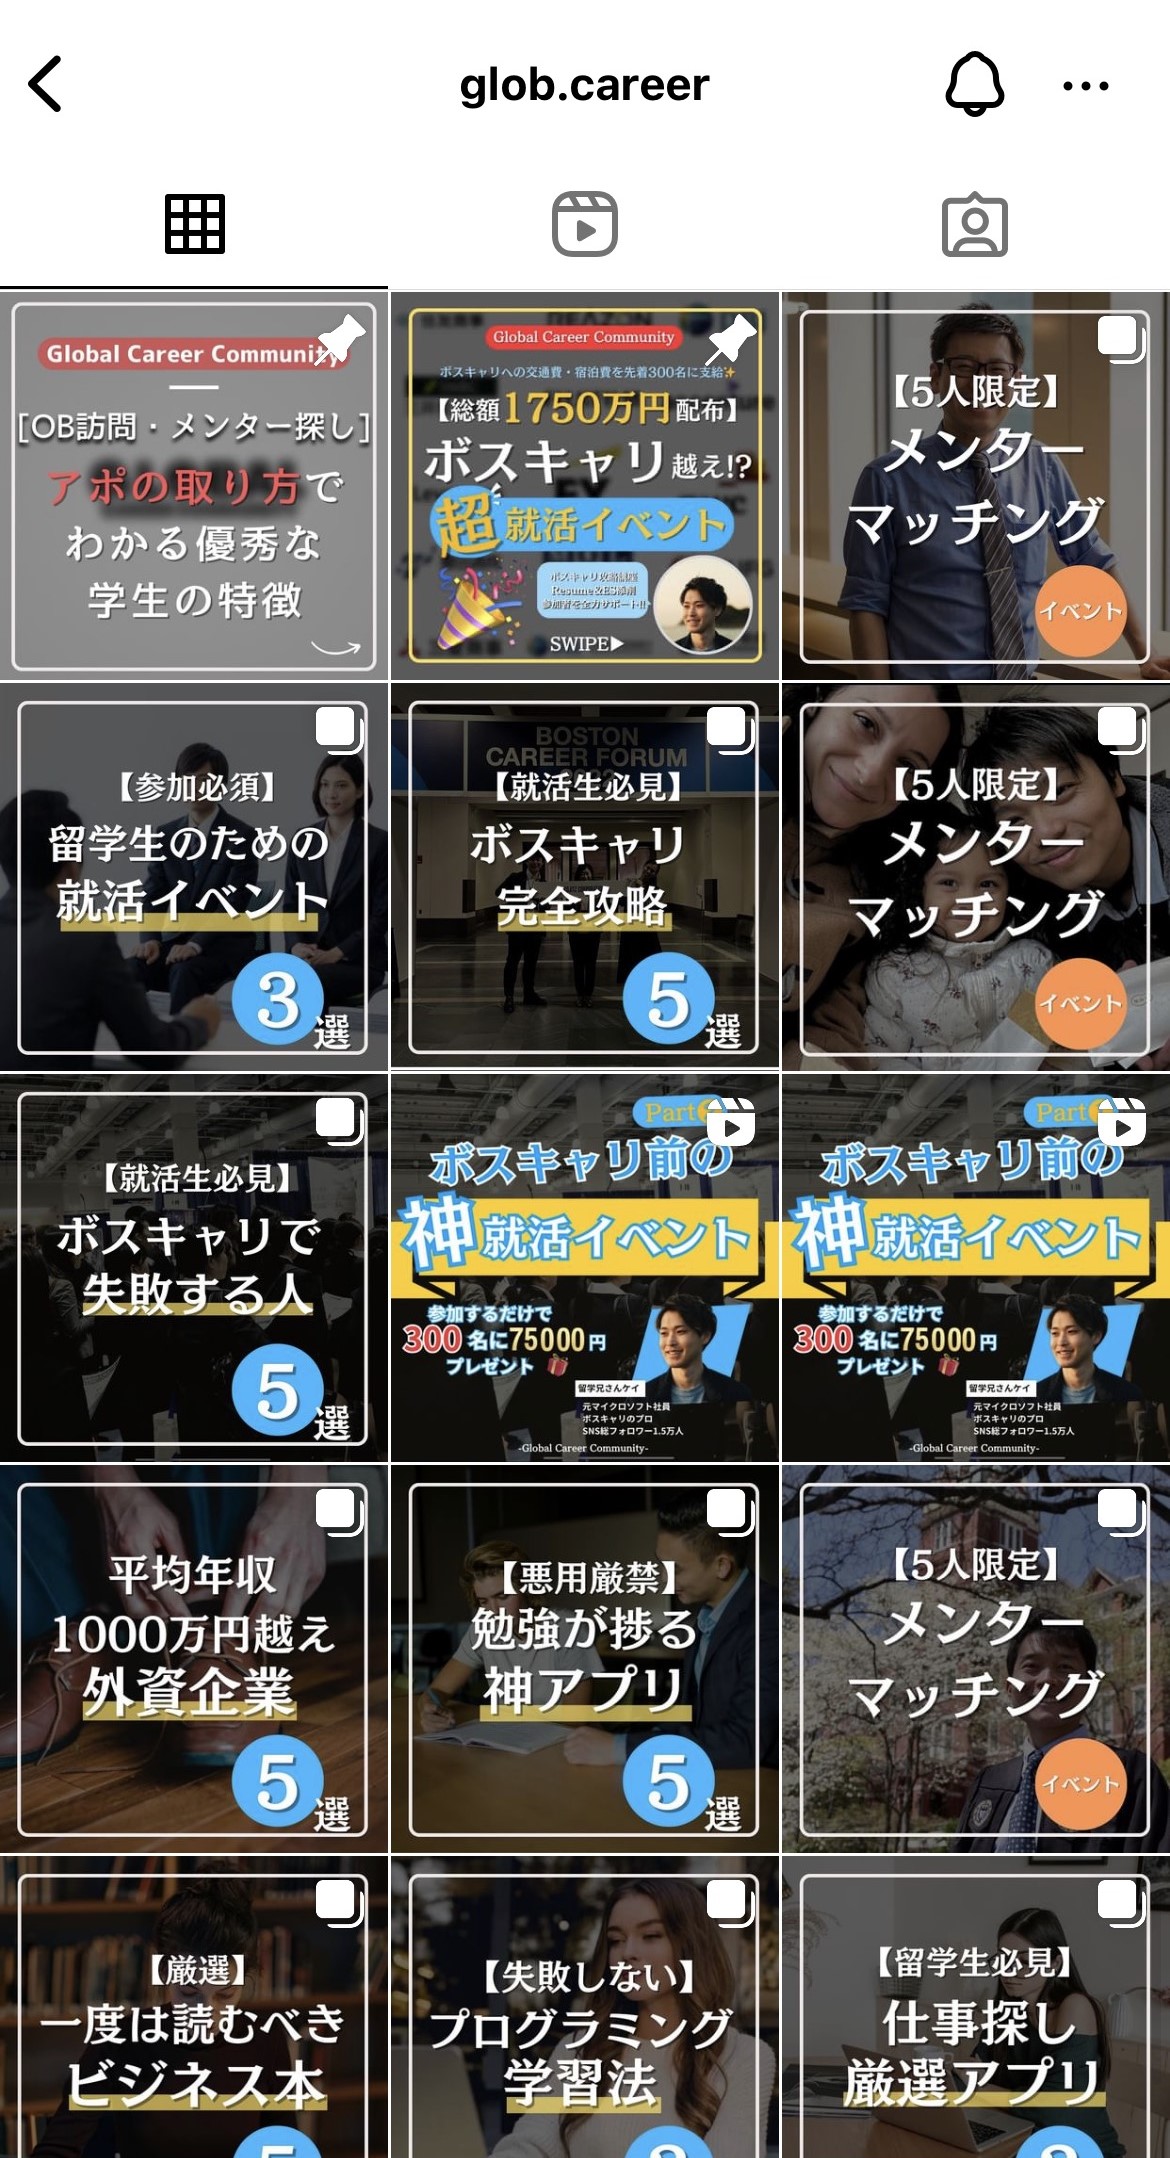 glob.career
Global Career Community
[OB訪問・メンター探し]
アポの取り方で
わかる優秀な
学生の特徴
Global Career Community
ボスキャリへの交通費・宿泊費を先着300名に支給✨
【総額1750万円配布】
ボスキャリ越え!?
超就活イベント
ボスキャリ攻略講座
Resume&ES添削
参加者を全力サポート!!
SWIPE▶
【5人限定】
メンター
マッチング
イベント
【参加必須】
留学生のための
就活イベント
3選
BOSTON
CAREER FORUM
【就活生必見】
ボスキャリ
完全攻略
5選
【5人限定】
メンター
マッチング
イベント
【就活生必見】
ボスキャリで
失敗する人
5選
Part
ボスキャリ前の
神就活イベント
参加するだけで
300名に75000円
プレゼント🎁
留学兄さんケイ
元マイクロソフト社員
ボスキャリのプロ
SNS総フォロワー1.5万人
-Global Career Community-
Part
ボスキャリ前の
神就活イベント
参加するだけで
300名に75000円
プレゼント🎁
留学兄さんケイ
元マイクロソフト社員
ボスキャリのプロ
SNS総フォロワー1.5万人
-Global Career Community-
平均年収
1000万円越え
外資企業
5選
【悪用厳禁】
勉強が捗る
神アプリ
5選
【5人限定】
メンター
マッチング
イベント
【厳選】
一度は読むべき
ビジネス本
【失敗しない】
プログラミング
学習法
【留学生必見】
仕事探し
厳選アプリ